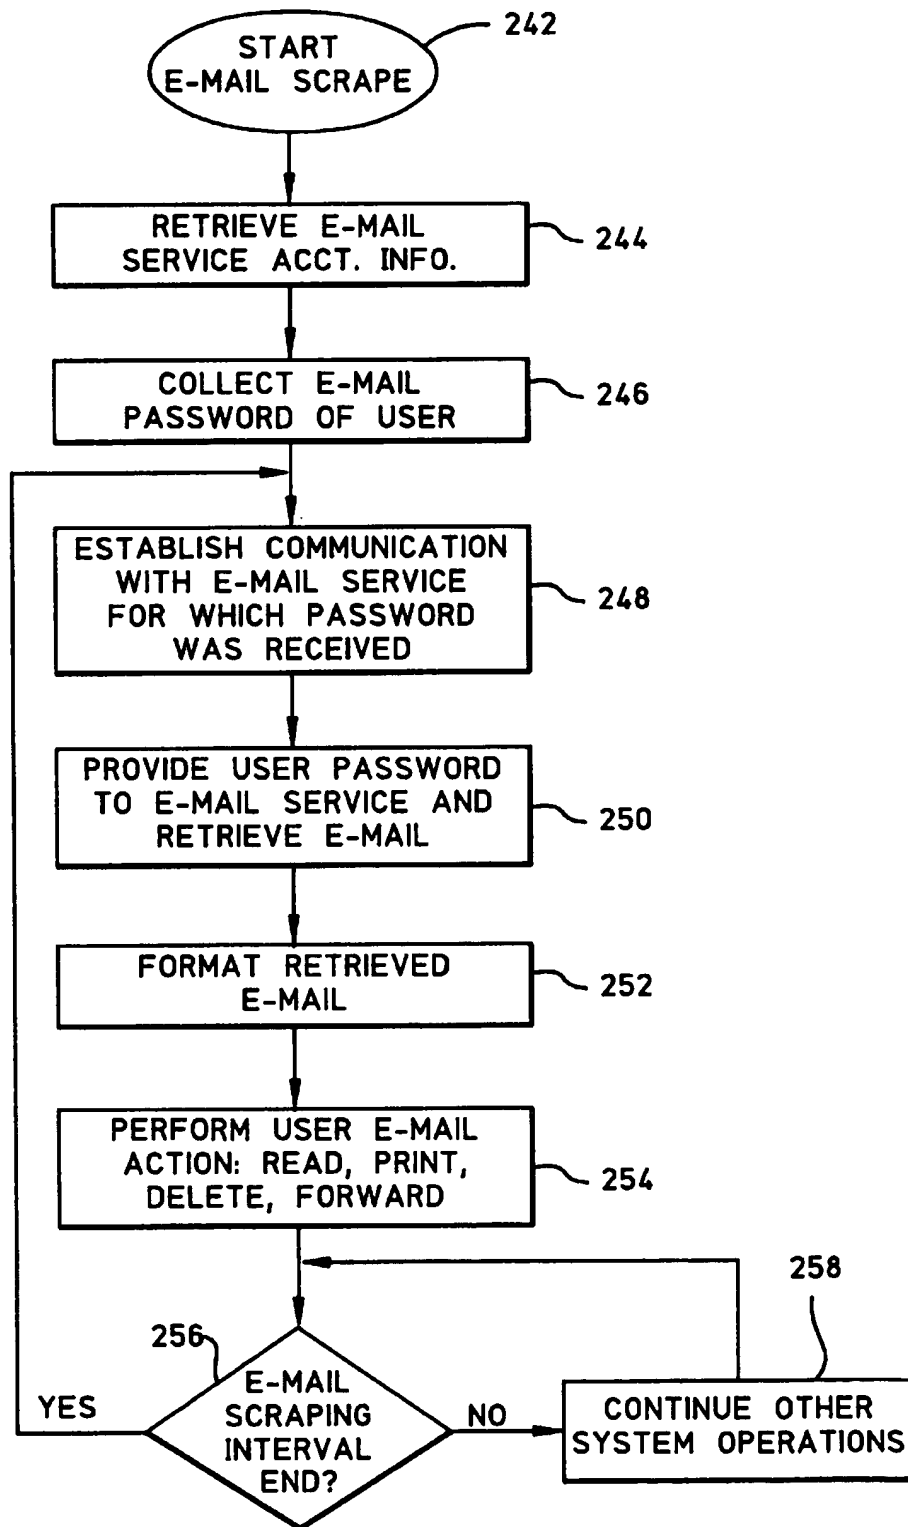 242
START
E-MAIL SCRAPE
RETRIEVE E-MAIL
SERVICE ACCT. INFO.
244
COLLECT E-MAIL
PASSWORD OF USER
246
ESTABLISH COMMUNICATION
WITH E-MAIL SERVICE
FOR WHICH PASSWORD
WAS RECEIVED
248
PROVIDE USER PASSWORD
TO E-MAIL SERVICE AND
RETRIEVE E-MAIL
250
FORMAT RETRIEVED
E-MAIL
252
PERFORM USER E-MAIL
ACTION: READ, PRINT,
DELETE, FORWARD
254
256
E-MAIL
SCRAPING
INTERVAL
END?
YES
NO
258
CONTINUE OTHER
SYSTEM OPERATIONS